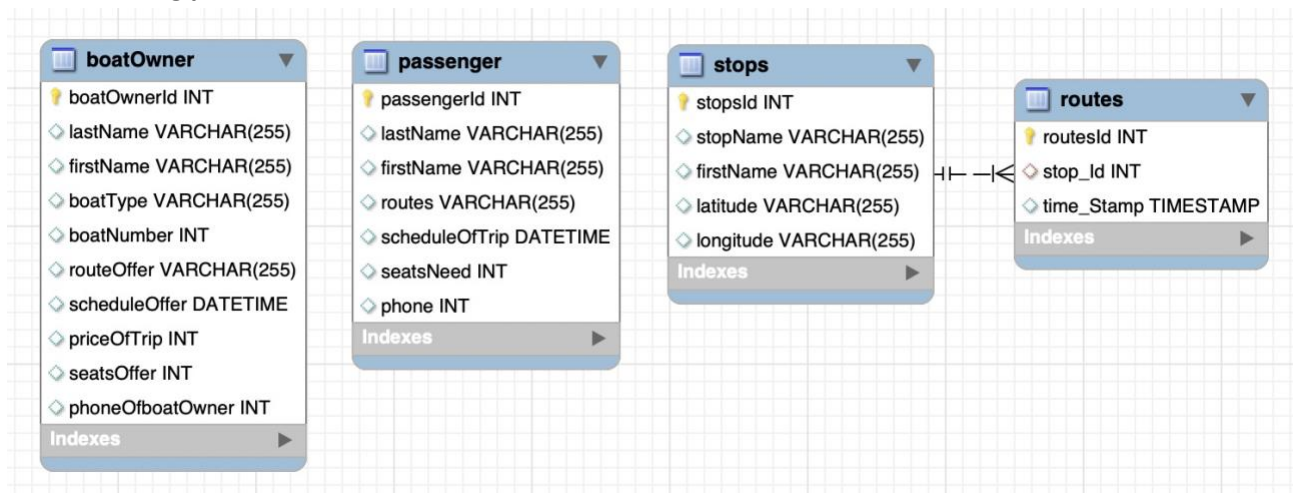 boatOwner
boatOwnerId INT
lastName VARCHAR(255)
firstName VARCHAR(255)
boatType VARCHAR(255)
boatNumber INT
routeOffer VARCHAR(255)
scheduleOffer DATETIME
priceOfTrip INT
seatsOffer INT
phoneOfboatOwner INT
Indexes
passenger
passengerId INT
lastName VARCHAR(255)
firstName VARCHAR(255)
routes VARCHAR(255)
scheduleOfTrip DATETIME
seatsNeed INT
phone INT
Indexes
stops
stopsId INT
stopName VARCHAR(255)
firstName VARCHAR(255)
latitude VARCHAR(255)
longitude VARCHAR(255)
Indexes
routes
routesId INT
stop_Id INT
time_Stamp TIMESTAMP
Indexes